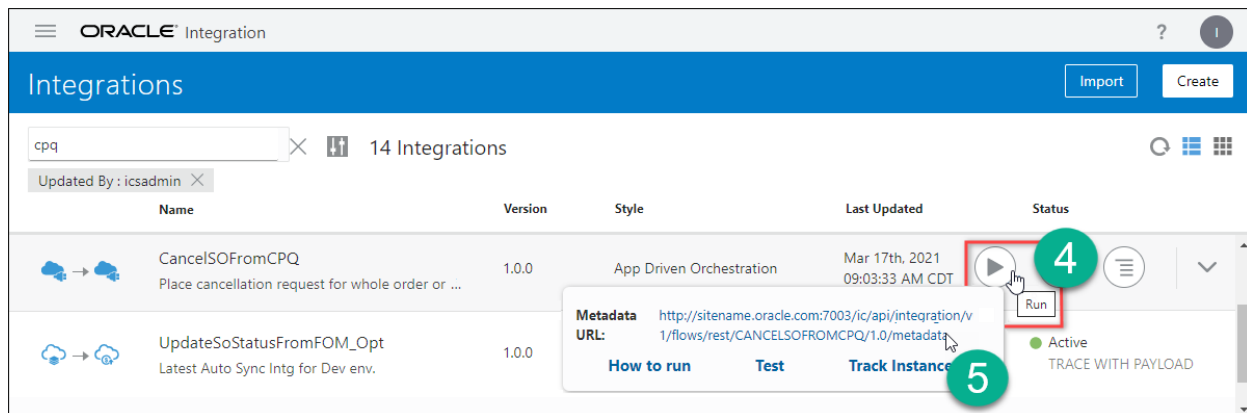 ORACLE Integration
?
I
Integrations
Import
Create
cpq
14 Integrations
Updated By : icsadmin
Name Version Style Last Updated Status
CancelSOFromCPQ
Place cancellation request for whole order or ...
1.0.0
App Driven Orchestration
Mar 17th, 2021
09:03:33 AM CDT
4
Run
Metadata URL:
http://sitename.oracle.com:7003/ic/api/integration/v
1/flows/rest/CANCELSOFROMCPQ/1.0/metadata
How to run Test Track Instance
5
UpdateSoStatusFromFOM_Opt
Latest Auto Sync Intg for Dev env.
1.0.0
Active
TRACE WITH PAYLOAD